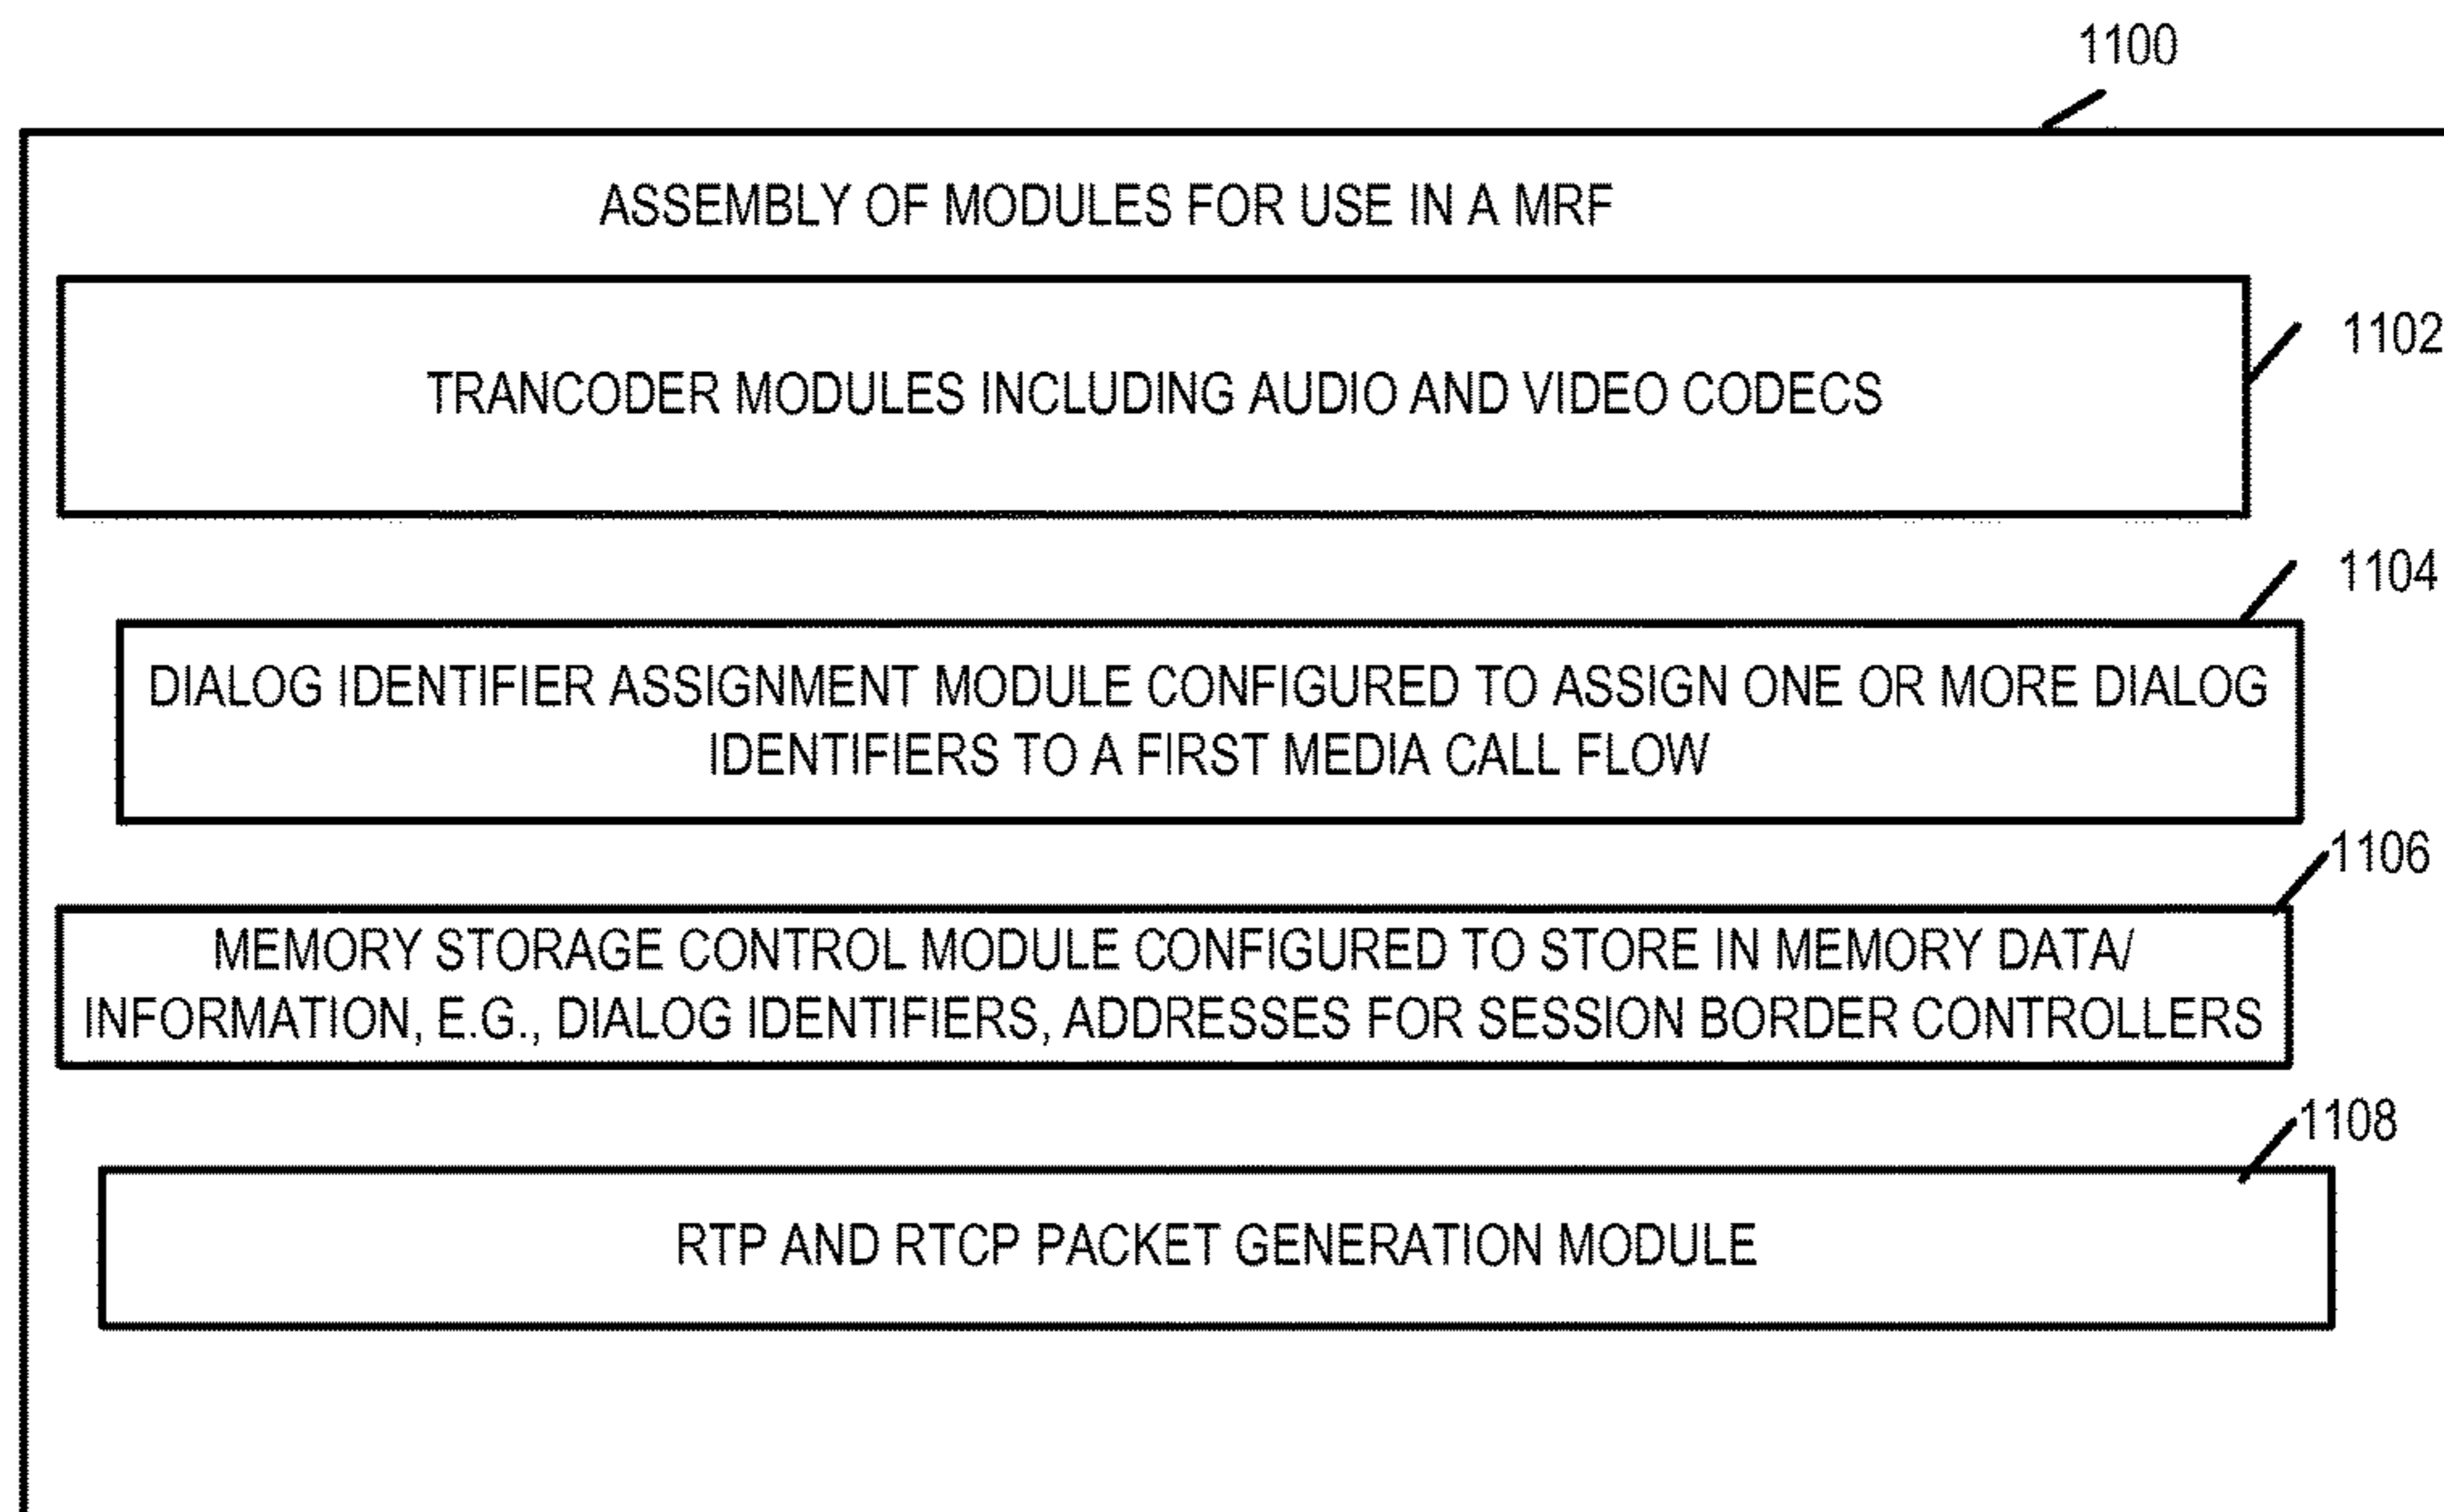 1100
ASSEMBLY OF MODULES FOR USE IN A MRF
1102
TRANCODER MODULES INCLUDING AUDIO AND VIDEO CODECS
1104
DIALOG IDENTIFIER ASSIGNMENT MODULE CONFIGURED TO ASSIGN ONE OR MORE DIALOG
IDENTIFIERS TO A FIRST MEDIA CALL FLOW
1106
MEMORY STORAGE CONTROL MODULE CONFIGURED TO STORE IN MEMORY DATA/
INFORMATION, E.G., DIALOG IDENTIFIERS, ADDRESSES FOR SESSION BORDER CONTROLLERS
1108
RTP AND RTCP PACKET GENERATION MODULE